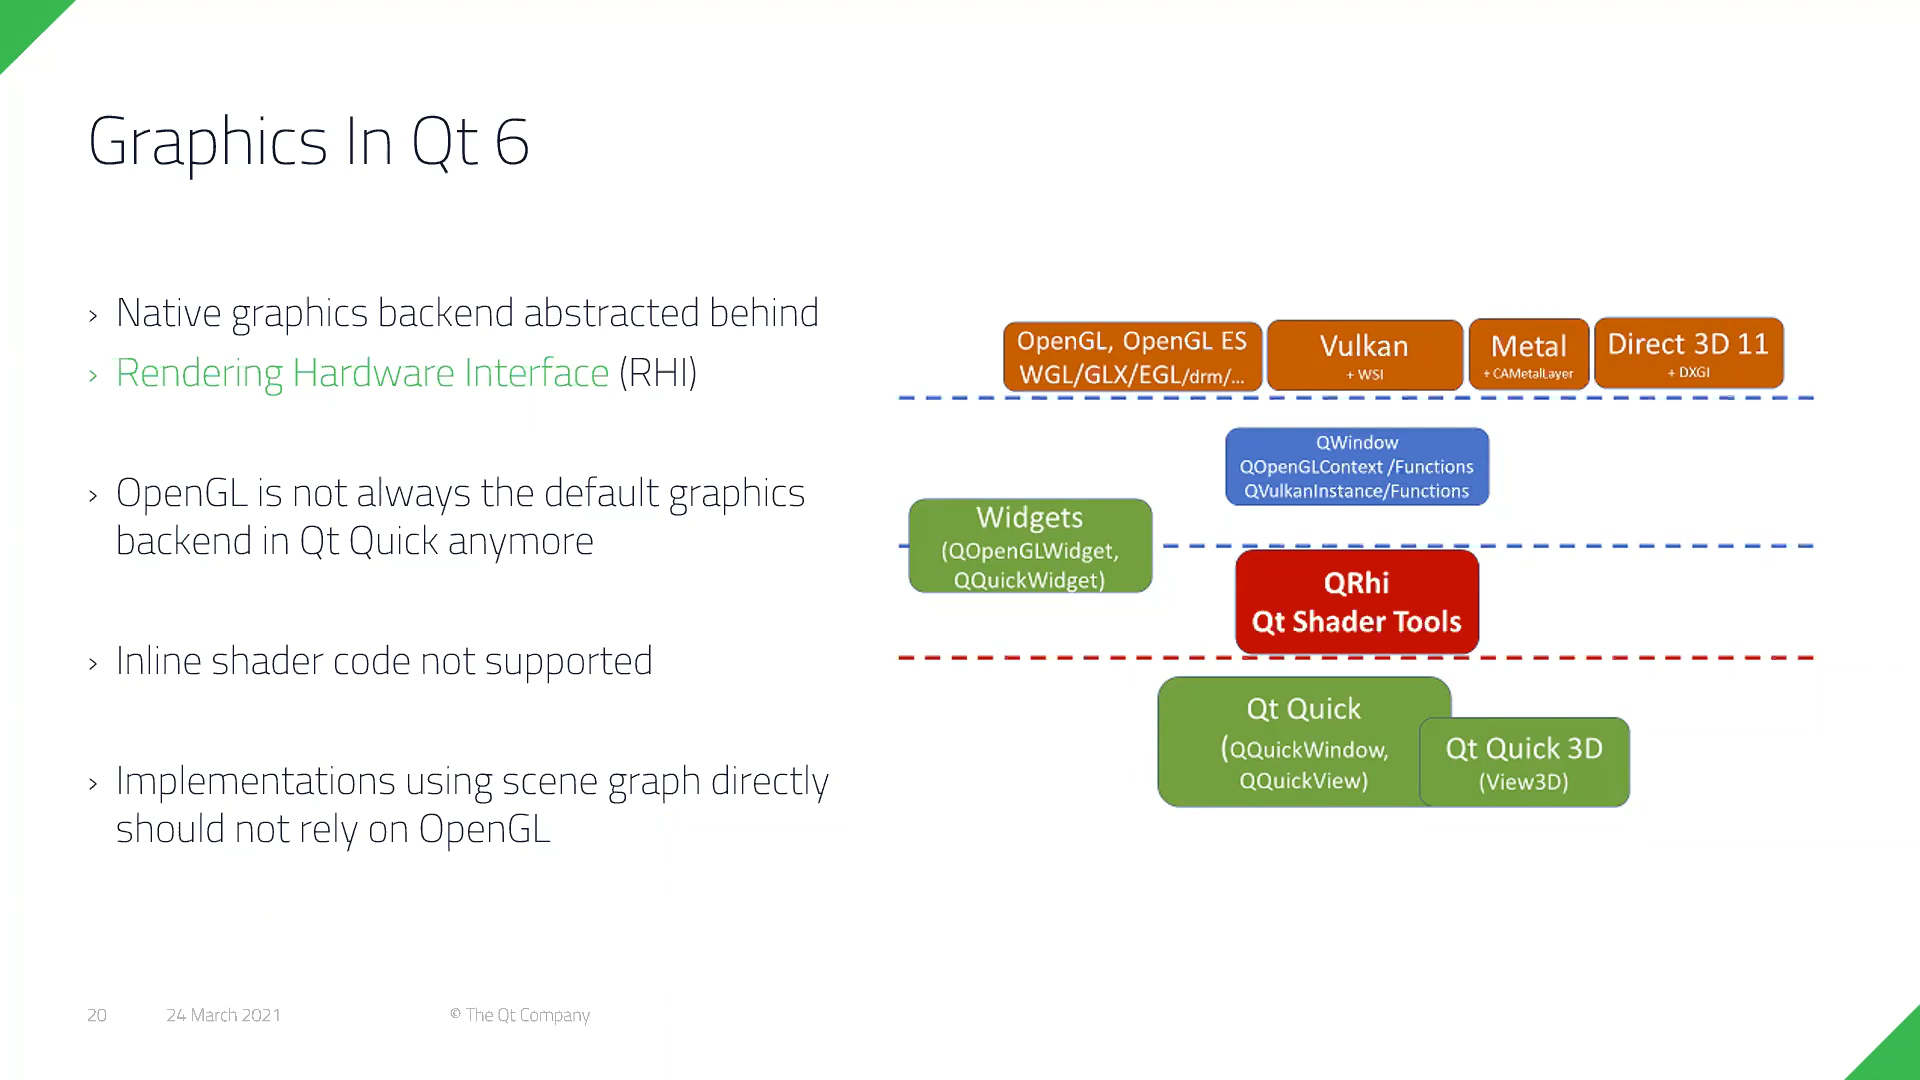 Graphics In Qt 6
› Native graphics backend abstracted behind
› Rendering Hardware Interface (RHI)
› OpenGL is not always the default graphics
backend in Qt Quick anymore
› Inline shader code not supported
› Implementations using scene graph directly
should not rely on OpenGL
OpenGL, OpenGL ES
WGL/GLX/EGL/drm/...
Vulkan
+ WSI
Metal
+ CAMetalLayer
Direct 3D 11
+ DXGI
QWindow
QOpenGLContext /Functions
QVulkanInstance/Functions
Widgets
(QOpenGLWidget,
QQuickWidget)
QRhi
Qt Shader Tools
Qt Quick
(QQuickWindow,
QQuickView)
Qt Quick 3D
(View3D)
20 24 March 2021 © The Qt Company